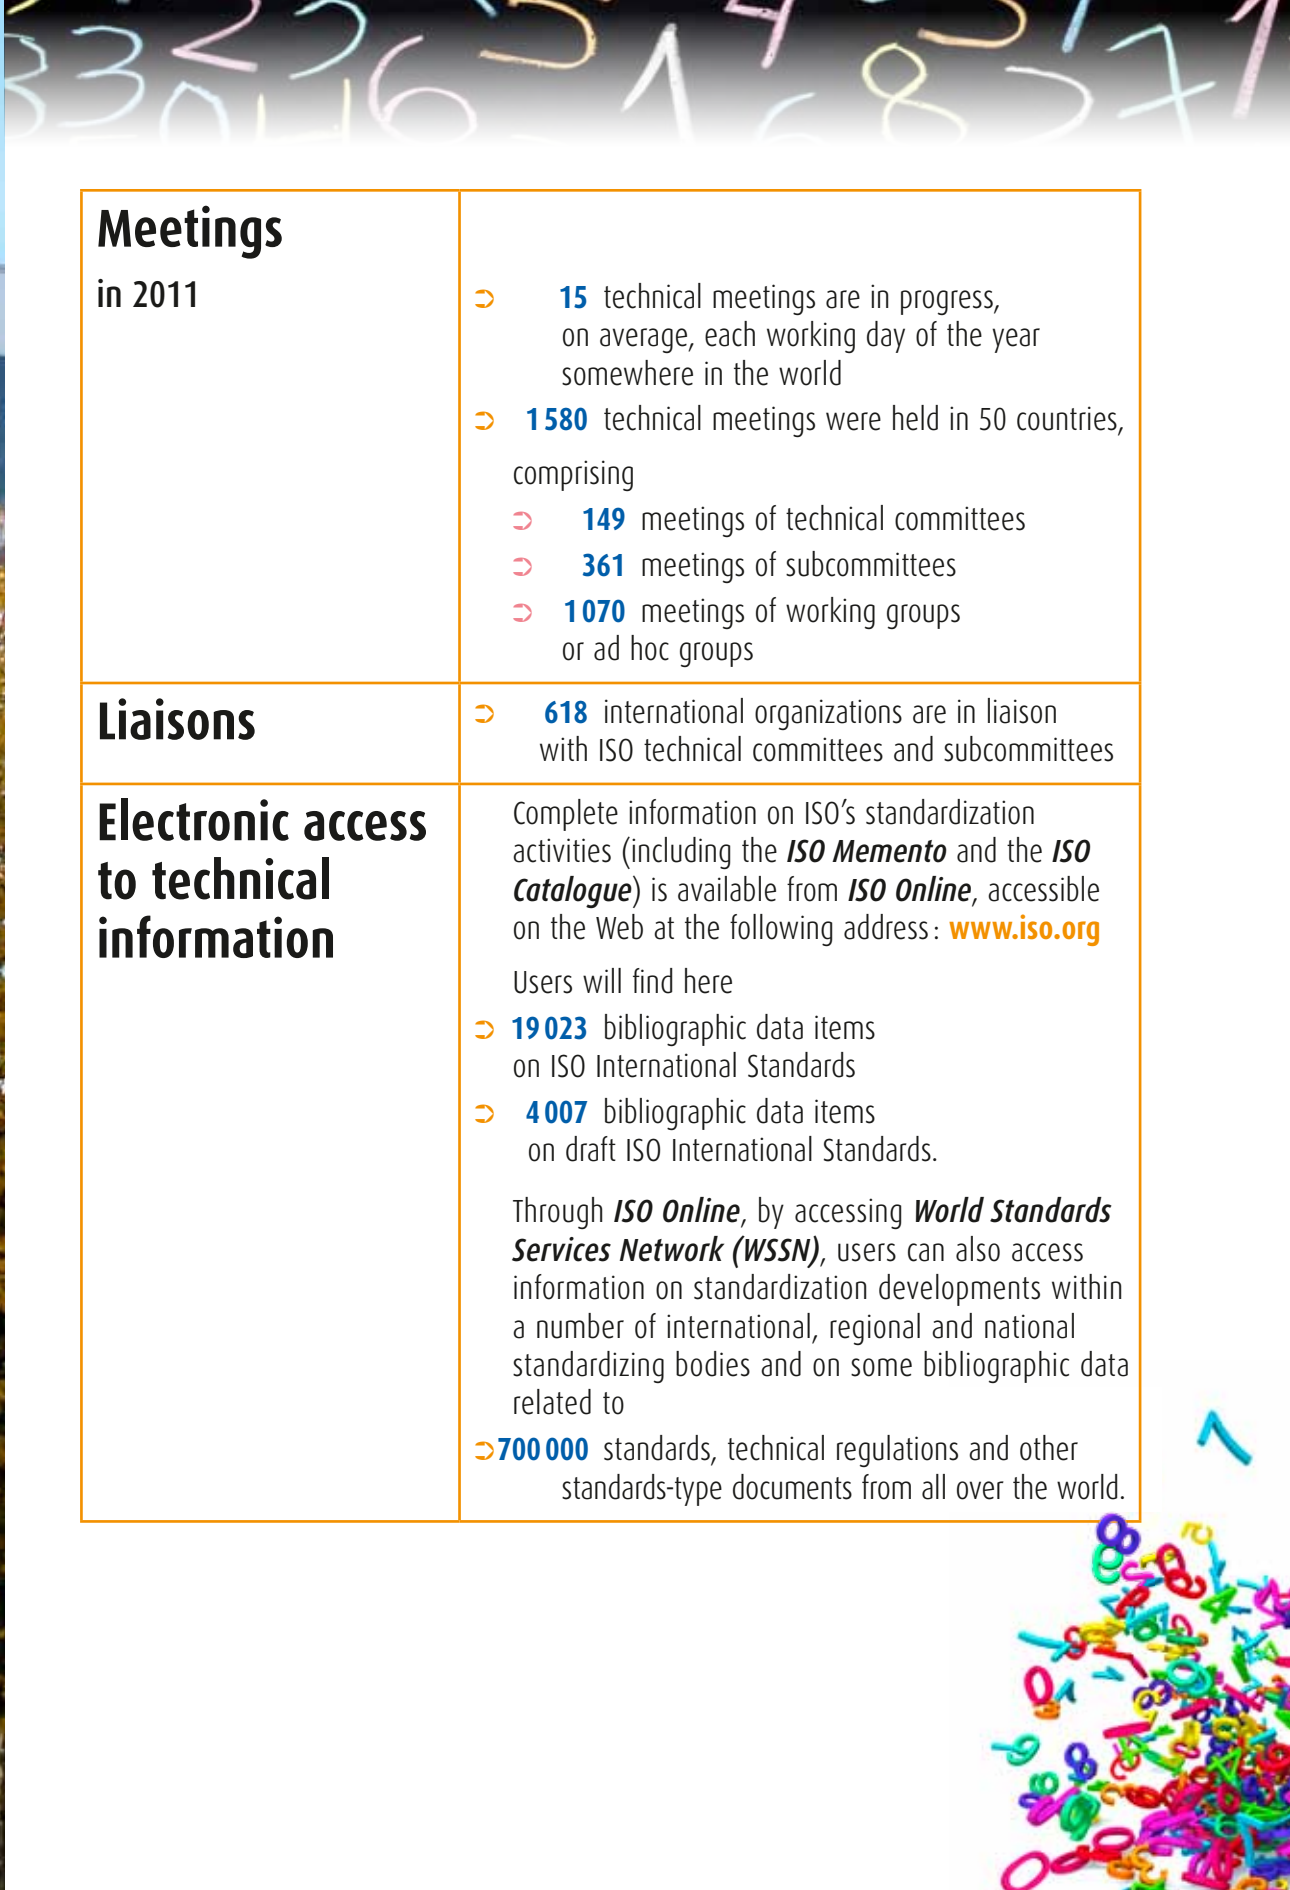 Meetings
in 2011
➲ 15 technical meetings are in progress,
on average, each working day of the year
somewhere in the world
➲ 1 580 technical meetings were held in 50 countries,
comprising
➲ 149 meetings of technical committees
➲ 361 meetings of subcommittees
➲ 1 070 meetings of working groups
or ad hoc groups
Liaisons
➲ 618 international organizations are in liaison
with ISO technical committees and subcommittees
Electronic access
to technical
information
Complete information on ISO’s standardization
activities (including the ISO Memento and the ISO
Catalogue) is available from ISO Online, accessible
on the Web at the following address : www.iso.org
Users will find here
➲ 19 023 bibliographic data items
on ISO International Standards
➲ 4 007 bibliographic data items
on draft ISO International Standards.
Through ISO Online, by accessing World Standards
Services Network (WSSN), users can also access
information on standardization developments within
a number of international, regional and national
standardizing bodies and on some bibliographic data
related to
➲ 700 000 standards, technical regulations and other
standards-type documents from all over the world.